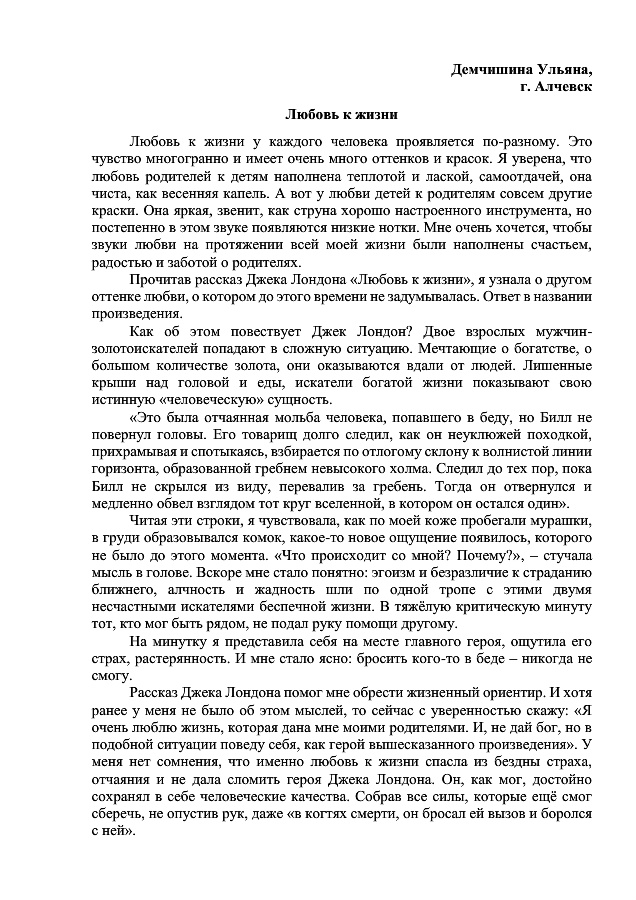 Демчишина Ульяна,
г. Алчевск
Любовь к жизни
Любовь к жизни у каждого человека проявляется по-разному. Это
чувство многогранно и имеет очень много оттенков и красок. Я уверена, что
любовь родителей к детям наполнена теплотой и лаской, самоотдачей, она
чиста, как весенняя капель. А вот у любви детей к родителям совсем другие
краски. Она яркая, звенит, как струна хорошо настроенного инструмента, но
постепенно в этом звуке появляются низкие нотки. Мне очень хочется, чтобы
звуки любви на протяжении всей моей жизни были наполнены счастьем,
радостью и заботой о родителях.
Прочитав рассказ Джека Лондона «Любовь к жизни», я узнала о другом
оттенке любви, о котором до этого времени не задумывалась. Ответ в названии
произведения.
Как об этом повествует Джек Лондон? Двое взрослых мужчин-
золотоискателей попадают в сложную ситуацию. Мечтающие о богатстве, о
большом количестве золота, они оказываются вдали от людей. Лишенные
крыши над головой и еды, искатели богатой жизни показывают свою
истинную «человеческую» сущность.
«Это была отчаянная мольба человека, попавшего в беду, но Билл не
повернул головы. Его товарищ долго следил, как он неуклюжей походкой,
прихрамывая и спотыкаясь, взбирается по отлогому склону к волнистой линии
горизонта, образованной гребнем невысокого холма. Следил до тех пор, пока
Билл не скрылся из виду, перевалив за гребень. Тогда он отвернулся и
медленно обвел взглядом тот круг вселенной, в котором он остался один».
Читая эти строки, я чувствовала, как по моей коже пробегали мурашки,
в груди образовывался комок, какое-то новое ощущение появилось, которого
не было до этого момента. «Что происходит со мной? Почему?», – стучала
мысль в голове. Вскоре мне стало понятно: эгоизм и безразличие к страданию
ближнего, алчность и жадность шли по одной тропе с этими двумя
несчастными искателями беспечной жизни. В тяжёлую критическую минуту
тот, кто мог быть рядом, не подал руку помощи другому.
На минутку я представила себя на месте главного героя, ощутила его
страх, растерянность. И мне стало ясно: бросить кого-то в беде – никогда не
смогу.
Рассказ Джека Лондона помог мне обрести жизненный ориентир. И хотя
ранее у меня не было об этом мыслей, то сейчас с уверенностью скажу: «Я
очень люблю жизнь, которая дана мне моими родителями. И, не дай бог, но в
подобной ситуации поведу себя, как герой вышесказанного произведения». У
меня нет сомнения, что именно любовь к жизни спасла из бездны страха,
отчаяния и не дала сломить героя Джека Лондона. Он, как мог, достойно
сохранял в себе человеческие качества. Собрав все силы, которые ещё смог
сберечь, не опустив рук, даже «в когтях смерти, он бросал ей вызов и боролся
с ней».